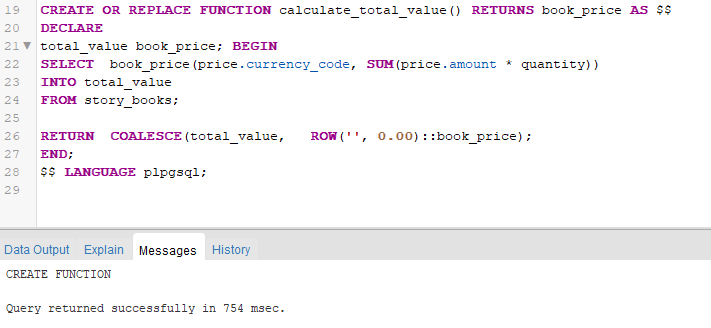 19 CREATE OR REPLACE FUNCTION calculate_total_value() RETURNS book_price AS $$
20 DECLARE
21 total_value book_price; BEGIN
22 SELECT  book_price(price.currency_code, SUM(price.amount * quantity))
23 INTO total_value
24 FROM story_books;
25
26 RETURN  COALESCE(total_value,   ROW('', 0.00)::book_price);
27 END;
28 $$ LANGUAGE plpgsql;
29
Data Output Explain Messages History
CREATE FUNCTION
Query returned successfully in 754 msec.